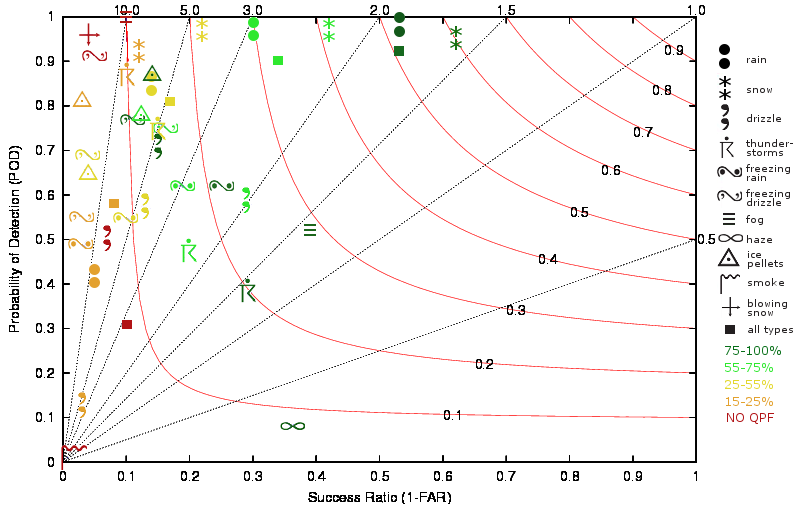 10.0 5.0 3.0 2.0 1.5 1.0
1
0.9
0.8
0.7
0.6
0.5
0.4
0.3
0.2
0.1
0
Probability of Detection (POD)
0.9
0.8
0.7
0.6
0.5
0.4
0.3
0.2
0.1
0.5
0 0.1 0.2 0.3 0.4 0.5 0.6 0.7 0.8 0.9 1
Success Ratio (1-FAR)
rain
snow
drizzle
thunder-
storms
freezing
rain
freezing
drizzle
fog
haze
ice
pellets
smoke
blowing
snow
all types
75-100%
55-75%
25-55%
15-25%
NO QPF